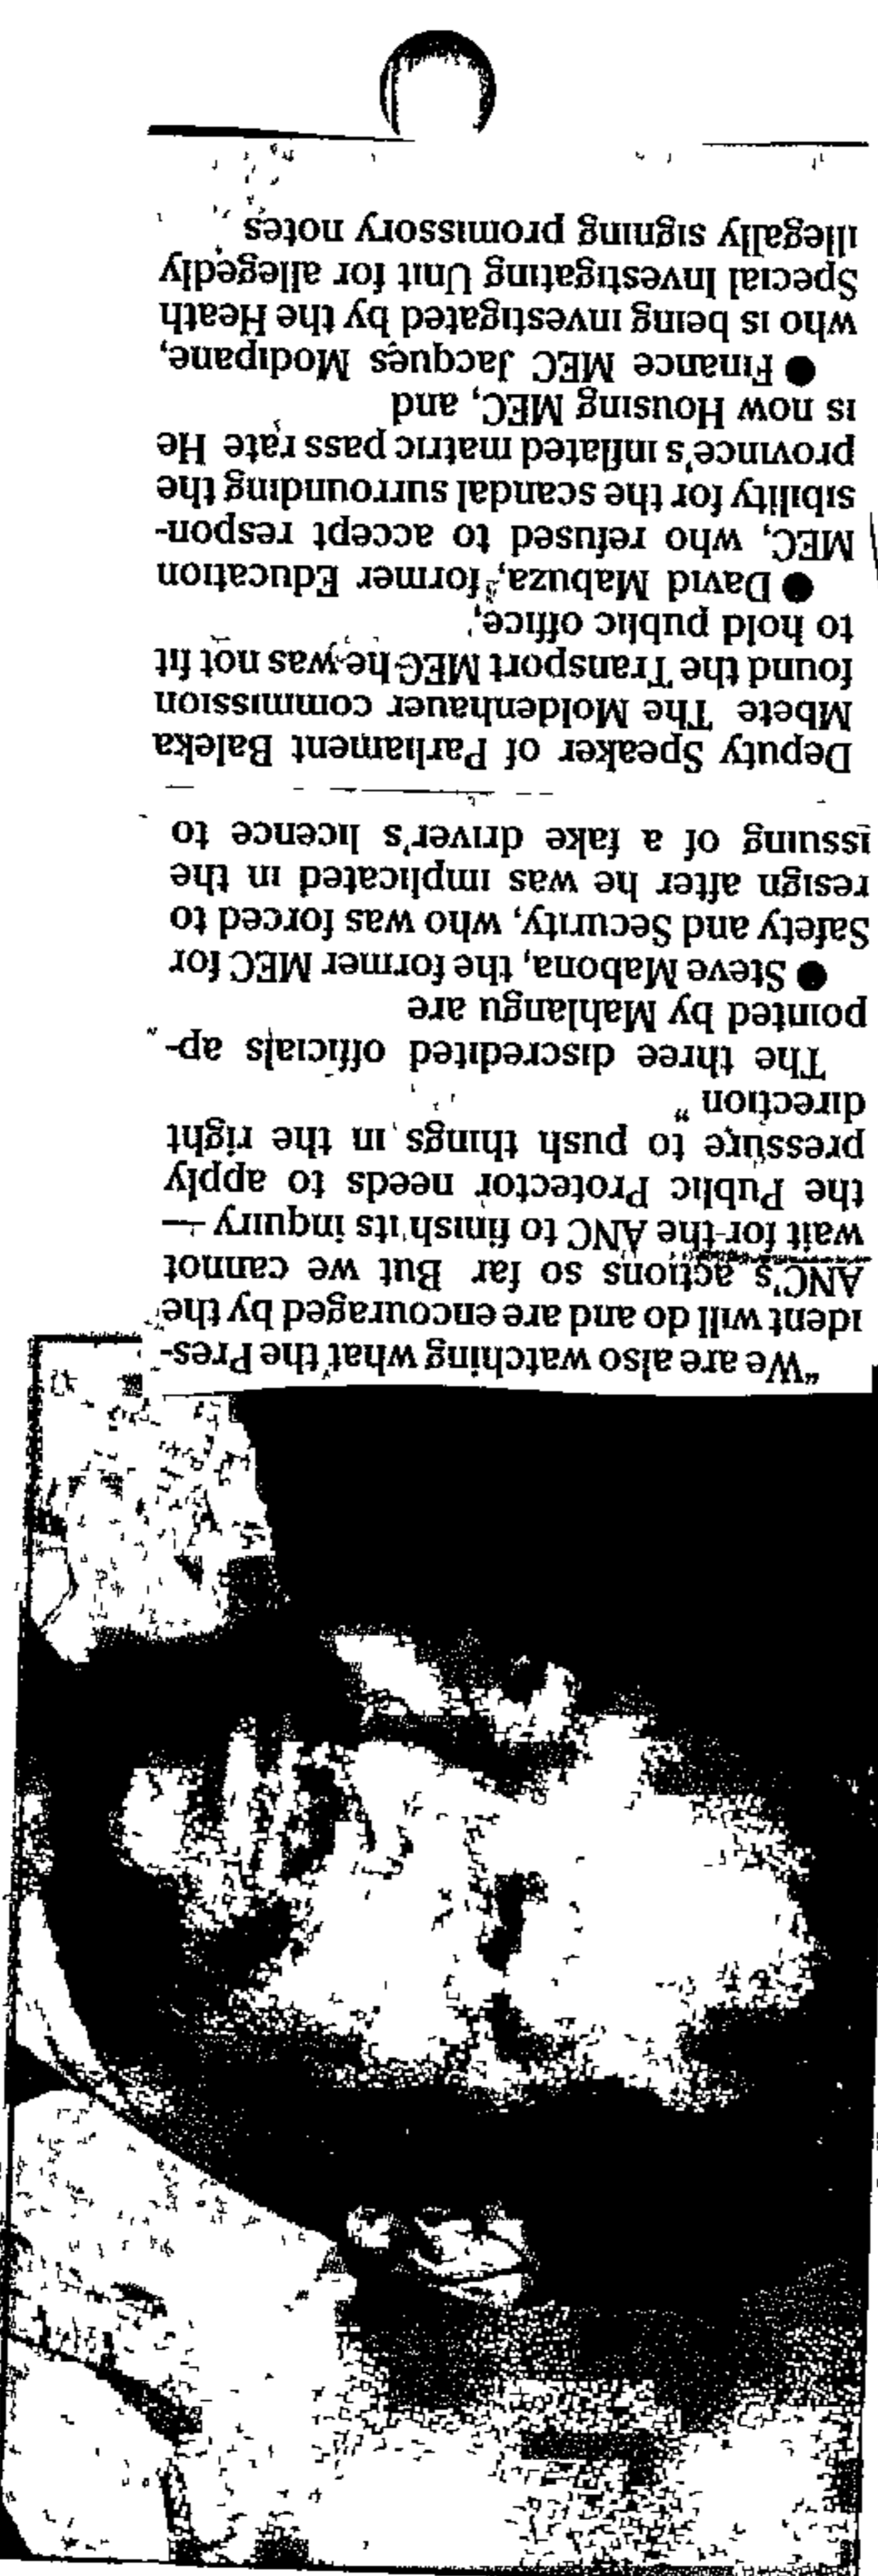 “We are also watching what the Pres-
ident will do and are encouraged by the
ANC’s actions so far But we cannot
wait for the ANC to finish its inquiry —
the Public Protector needs to apply
pressure to push things in the right
direction ”
The three discredited officials ap-
pointed by Mahlangu are
● Steve Mabona, the former MEC for
Safety and Security, who was forced to
resign after he was implicated in the
issuing of a fake driver’s licence to
Deputy Speaker of Parliament Baleka
Mbete The Moldenhauer commission
found the Transport MEC he was not fit
to hold public office,
● David Mabuza, former Education
MEC, who refused to accept respon-
sibility for the scandal surrounding the
province’s inflated matric pass rate He
is now Housing MEC, and
● Finance MEC Jacques Modipane,
who is being investigated by the Heath
Special Investigating Unit for allegedly
illegally signing promissory notes